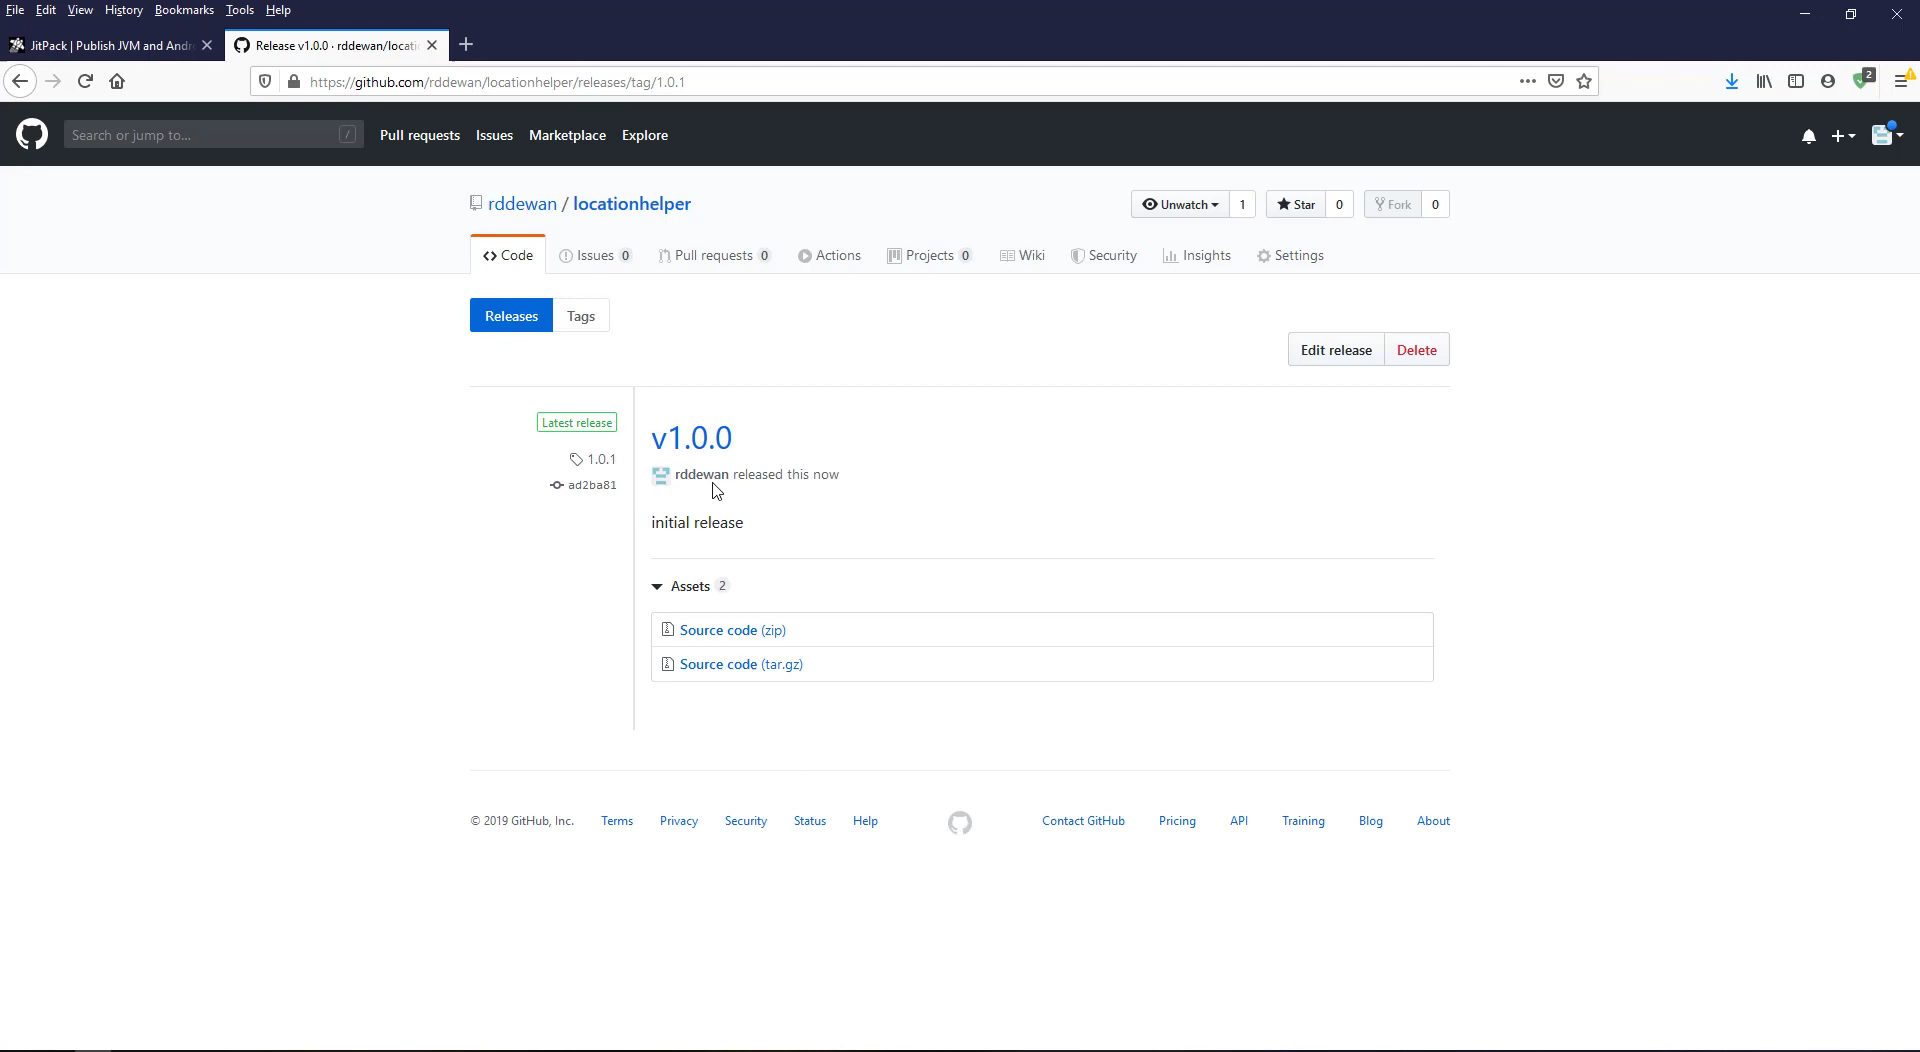 File Edit View History Bookmarks Tools Help
JitPack | Publish JVM and Andr
Release v1.0.0 · rddewan/locati
https://github.com/rddewan/locationhelper/releases/tag/1.0.1
2
Search or jump to... /
Pull requests Issues Marketplace Explore
rddewan / locationhelper
Unwatch 1 Star 0 Fork 0
Code Issues 0 Pull requests 0 Actions Projects 0 Wiki Security Insights Settings
Releases Tags
Edit release Delete
Latest release
1.0.1
ad2ba81
v1.0.0
rddewan released this now
initial release
Assets 2
Source code (zip)
Source code (tar.gz)
© 2019 GitHub, Inc. Terms Privacy Security Status Help Contact GitHub Pricing API Training Blog About